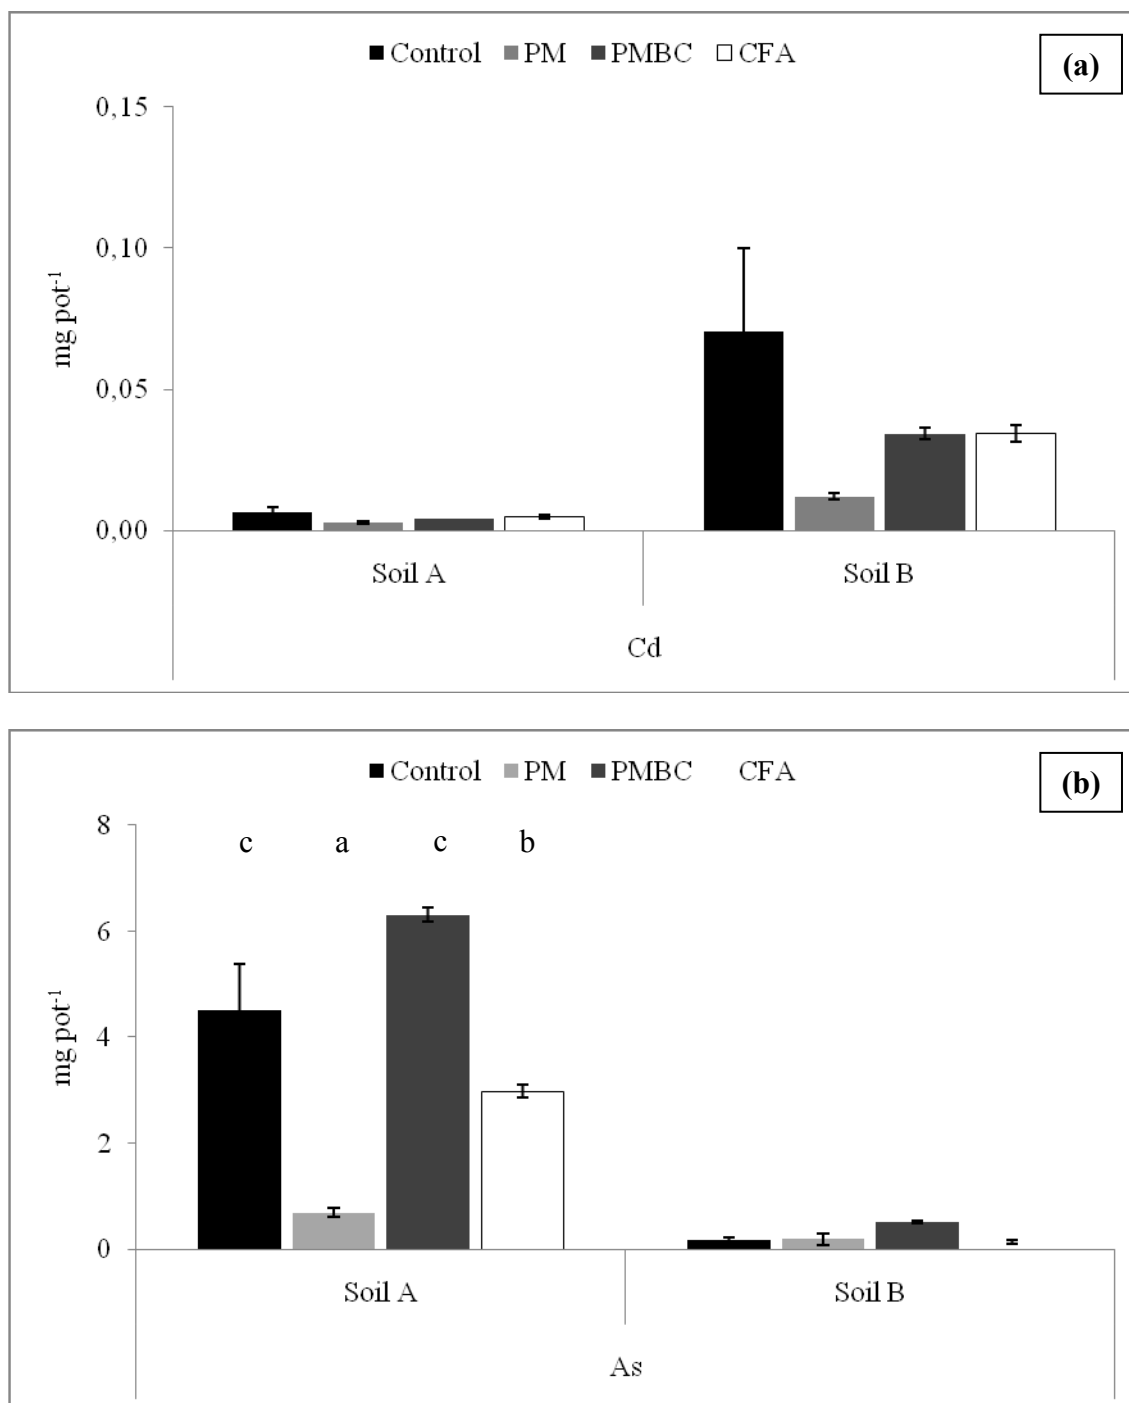 Control PM PMBC CFA
(a)
0,15
0,10
0,05
0,00
mg pot-1
Soil A Soil B
Cd
Control PM PMBC CFA
(b)
8
c a c b
6
4
2
0
mg pot-1
Soil A Soil B
As